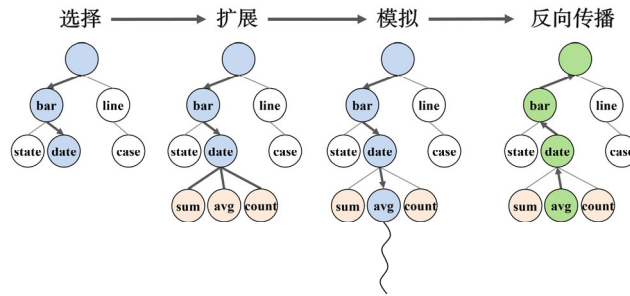 选择 扩展 模拟 反向传播
bar line bar line bar line bar line
state date case state date case state date case state date case
sum avg count sum avg count sum avg count